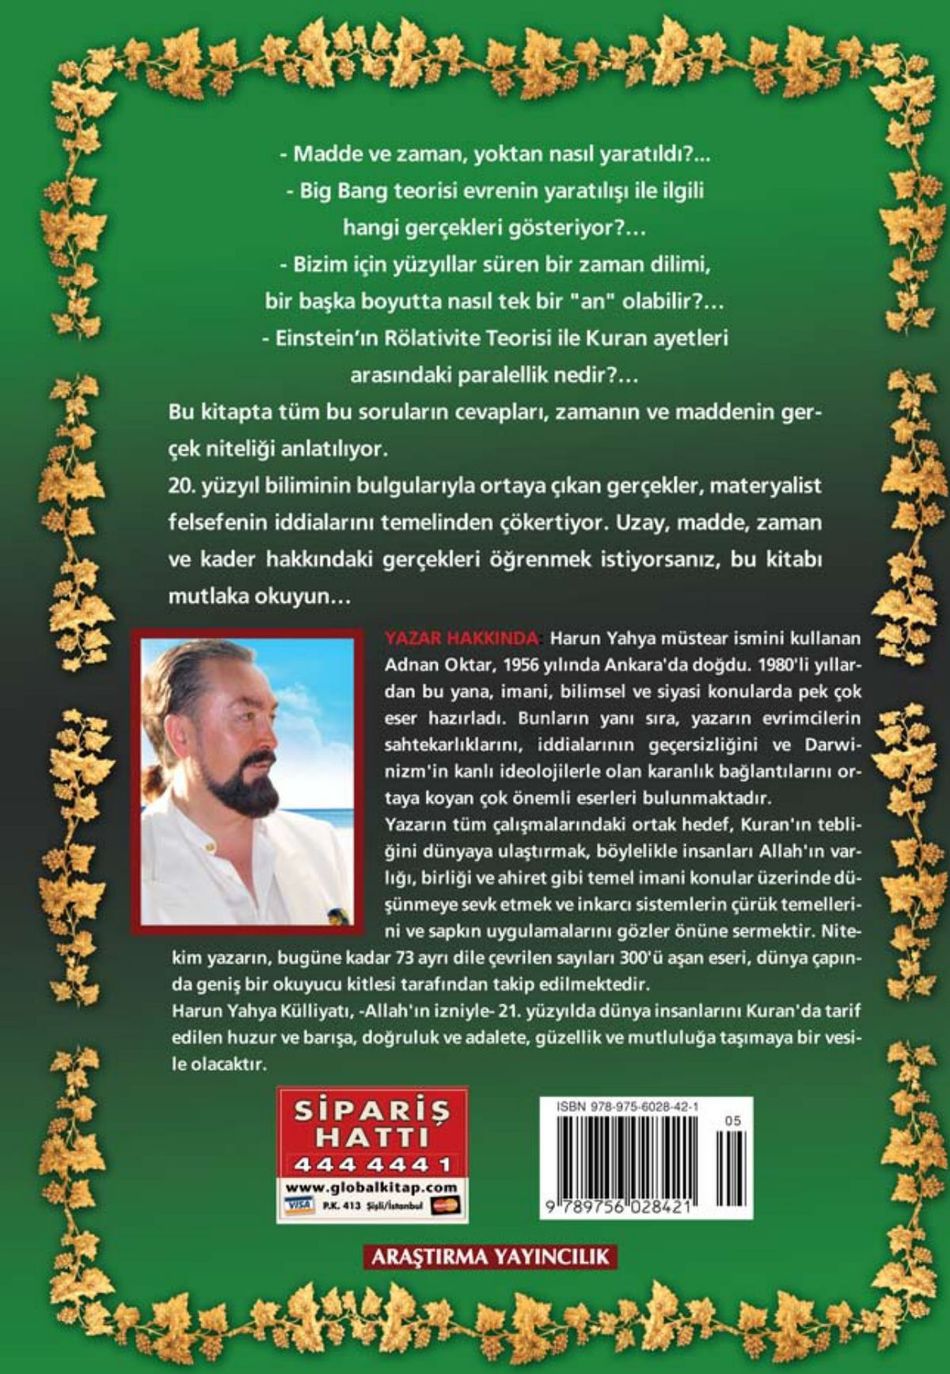 - Madde ve zaman, yoktan nasıl yaratıldı?...
- Big Bang teorisi evrenin yaratılışı ile ilgili
hangi gerçekleri gösteriyor?...
- Bizim için yüzyıllar süren bir zaman dilimi,
bir başka boyutta nasıl tek bir "an" olabilir?...
- Einstein'ın Rölativite Teorisi ile Kuran ayetleri
arasındaki paralellik nedir?...
Bu kitapta tüm bu soruların cevapları, zamanın ve maddenin ger-
çek niteliği anlatılıyor.
20. yüzyıl biliminin bulgularıyla ortaya çıkan gerçekler, materyalist
felsefenin iddialarını temelinden çökertiyor. Uzay, madde, zaman
ve kader hakkındaki gerçekleri öğrenmek istiyorsanız, bu kitabı
mutlaka okuyun...
YAZAR HAKKINDA: Harun Yahya müstear ismini kullanan
Adnan Oktar, 1956 yılında Ankara'da doğdu. 1980'li yıllar-
dan bu yana, imani, bilimsel ve siyasi konularda pek çok
eser hazırladı. Bunların yanı sıra, yazarın evrimcilerin
sahtekarlıklarını, iddialarının geçersizliğini ve Darwi-
nizm'in kanlı ideolojilerle olan karanlık bağlantılarını or-
taya koyan çok önemli eserleri bulunmaktadır.
Yazarın tüm çalışmalarındaki ortak hedef, Kuran'ın tebli-
ğini dünyaya ulaştırmak, böylelikle insanları Allah'ın var-
lığı, birliği ve ahiret gibi temel imani konular üzerinde dü-
şünmeye sevk etmek ve inkarcı sistemlerin çürük temelleri-
ni ve sapkın uygulamalarını gözler önüne sermektir. Nite-
kim yazarın, bugüne kadar 73 ayrı dile çevrilen sayıları 300'ü aşan eseri, dünya çapın-
da geniş bir okuyucu kitlesi tarafından takip edilmektedir.
Harun Yahya Külliyatı, -Allah'ın izniyle- 21. yüzyılda dünya insanlarını Kuran'da tarif
edilen huzur ve barışa, doğruluk ve adalete, güzellik ve mutluluğa taşımaya bir vesi-
le olacaktır.
SİPARİŞ
HATTI
444 444 1
www.globalkitap.com
VISA P.K. 413 Şişli/İstanbul MasterCard
ISBN 978-975-6028-42-1
05
9 789756 028421
ARAŞTIRMA YAYINCILIK